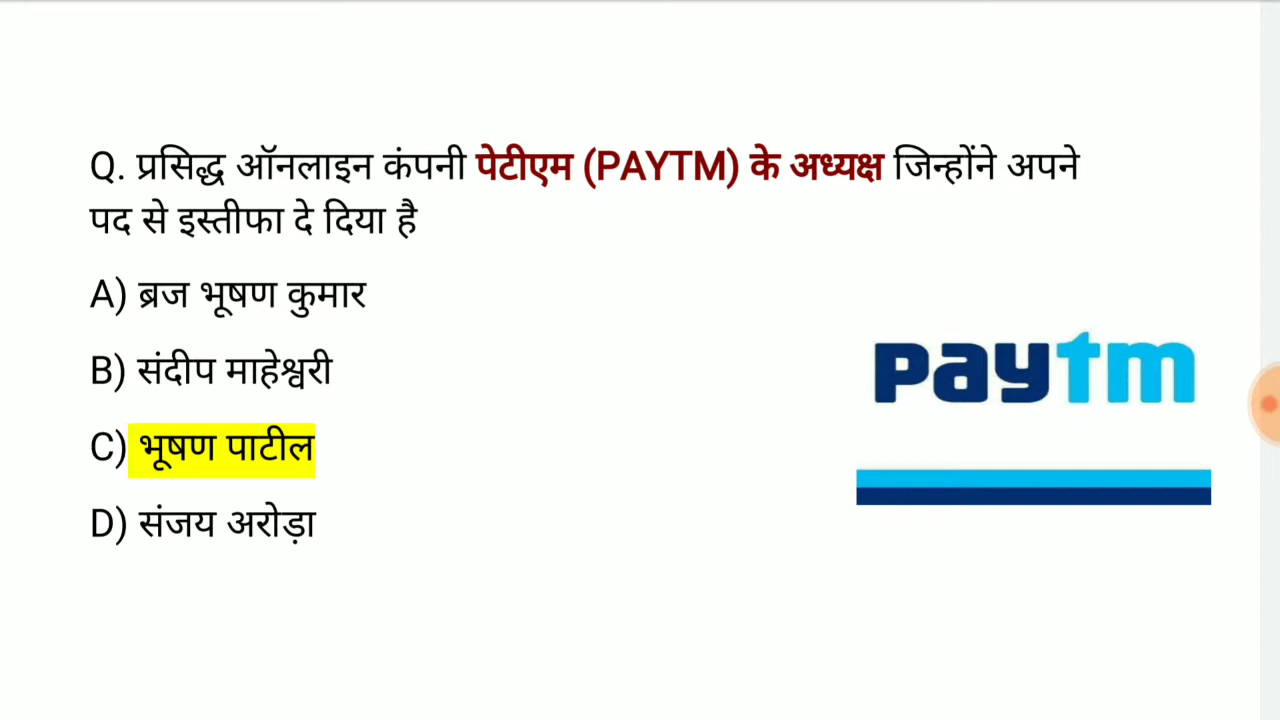 Q. प्रसिद्ध ऑनलाइन कंपनी पेटीएम (PAYTM) के अध्यक्ष जिन्होंने अपने
पद से इस्तीफा दे दिया है
A) ब्रज भूषण कुमार
B) संदीप माहेश्वरी
C) भूषण पाटील
D) संजय अरोड़ा
paytm